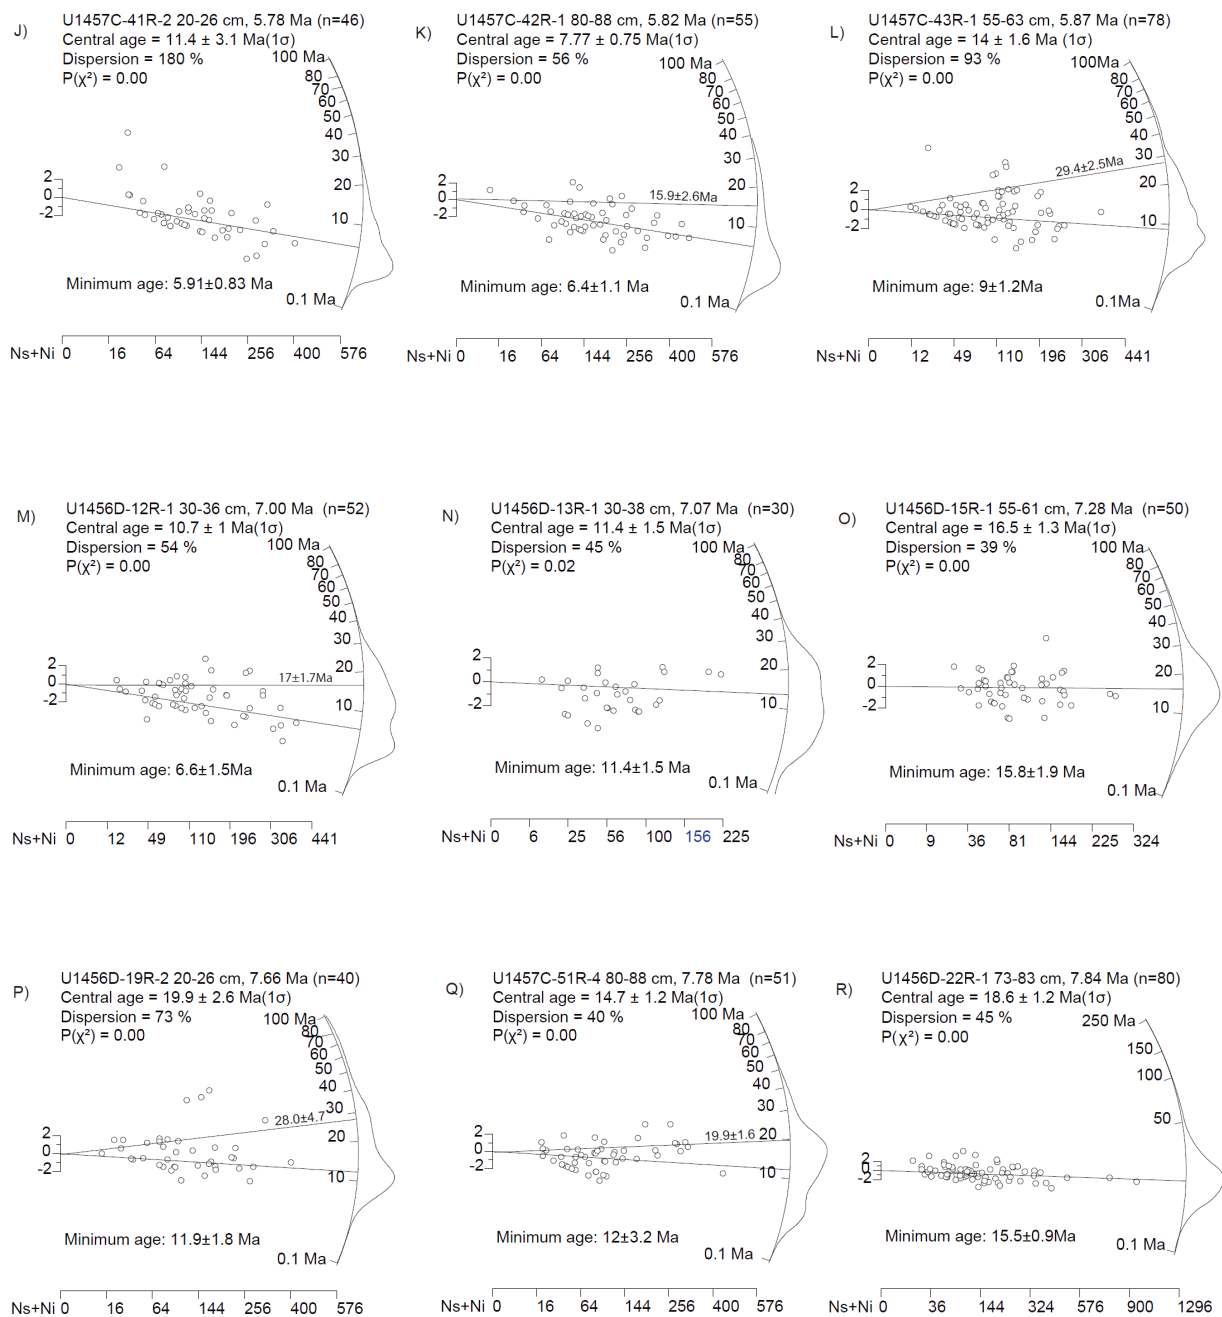 J)
U1457C-41R-2 20-26 cm, 5.78 Ma (n=46)
Central age = 11.4 ± 3.1 Ma(1σ)
Dispersion = 180 %
P(χ²) = 0.00
100 Ma
80
70
60
50
40
30
20
10
0.1 Ma
2
0
-2
Minimum age: 5.91±0.83 Ma
Ns+Ni 0 16 64 144 256 400 576
K)
U1457C-42R-1 80-88 cm, 5.82 Ma (n=55)
Central age = 7.77 ± 0.75 Ma(1σ)
Dispersion = 56 %
P(χ²) = 0.00
100 Ma
80
70
60
50
40
30
20
10
0.1 Ma
2
0
-2
15.9±2.6Ma
Minimum age: 6.4±1.1 Ma
Ns+Ni 0 16 64 144 256 400 576
L)
U1457C-43R-1 55-63 cm, 5.87 Ma (n=78)
Central age = 14 ± 1.6 Ma (1σ)
Dispersion = 93 %
P(χ²) = 0.00
100Ma
80
70
60
50
40
30
20
10
0.1Ma
2
0
-2
29.4±2.5Ma
Minimum age: 9±1.2Ma
Ns+Ni 0 12 49 110 196 306 441
M)
U1456D-12R-1 30-36 cm, 7.00 Ma (n=52)
Central age = 10.7 ± 1 Ma(1σ)
Dispersion = 54 %
P(χ²) = 0.00
100 Ma
80
70
60
50
40
30
20
10
0.1 Ma
2
0
-2
17±1.7Ma
Minimum age: 6.6±1.5Ma
Ns+Ni 0 12 49 110 196 306 441
N)
U1456D-13R-1 30-38 cm, 7.07 Ma (n=30)
Central age = 11.4 ± 1.5 Ma(1σ)
Dispersion = 45 %
P(χ²) = 0.02
100 Ma
80
70
60
50
40
30
20
10
0.1 Ma
2
0
-2
Minimum age: 11.4±1.5 Ma
Ns+Ni 0 6 25 56 100 156 225
O)
U1456D-15R-1 55-61 cm, 7.28 Ma (n=50)
Central age = 16.5 ± 1.3 Ma(1σ)
Dispersion = 39 %
P(χ²) = 0.00
100 Ma
80
70
60
50
40
30
20
10
0.1 Ma
2
0
-2
Minimum age: 15.8±1.9 Ma
Ns+Ni 0 9 36 81 144 225 324
P)
U1456D-19R-2 20-26 cm, 7.66 Ma (n=40)
Central age = 19.9 ± 2.6 Ma(1σ)
Dispersion = 73 %
P(χ²) = 0.00
100 Ma
80
70
60
50
40
30
20
10
0.1 Ma
2
0
-2
28.0±4.7
Minimum age: 11.9±1.8 Ma
Ns+Ni 0 16 64 144 256 400 576
Q)
U1457C-51R-4 80-88 cm, 7.78 Ma (n=51)
Central age = 14.7 ± 1.2 Ma(1σ)
Dispersion = 40 %
P(χ²) = 0.00
100 Ma
80
70
60
50
40
30
20
10
0.1 Ma
2
0
-2
19.9±1.6
Minimum age: 12±3.2 Ma
Ns+Ni 0 16 64 144 256 400 576
R)
U1456D-22R-1 73-83 cm, 7.84 Ma (n=80)
Central age = 18.6 ± 1.2 Ma(1σ)
Dispersion = 45 %
P(χ²) = 0.00
250 Ma
150
100
50
0.1 Ma
2
0
-2
Minimum age: 15.5±0.9Ma
Ns+Ni 0 36 144 324 576 900 1296